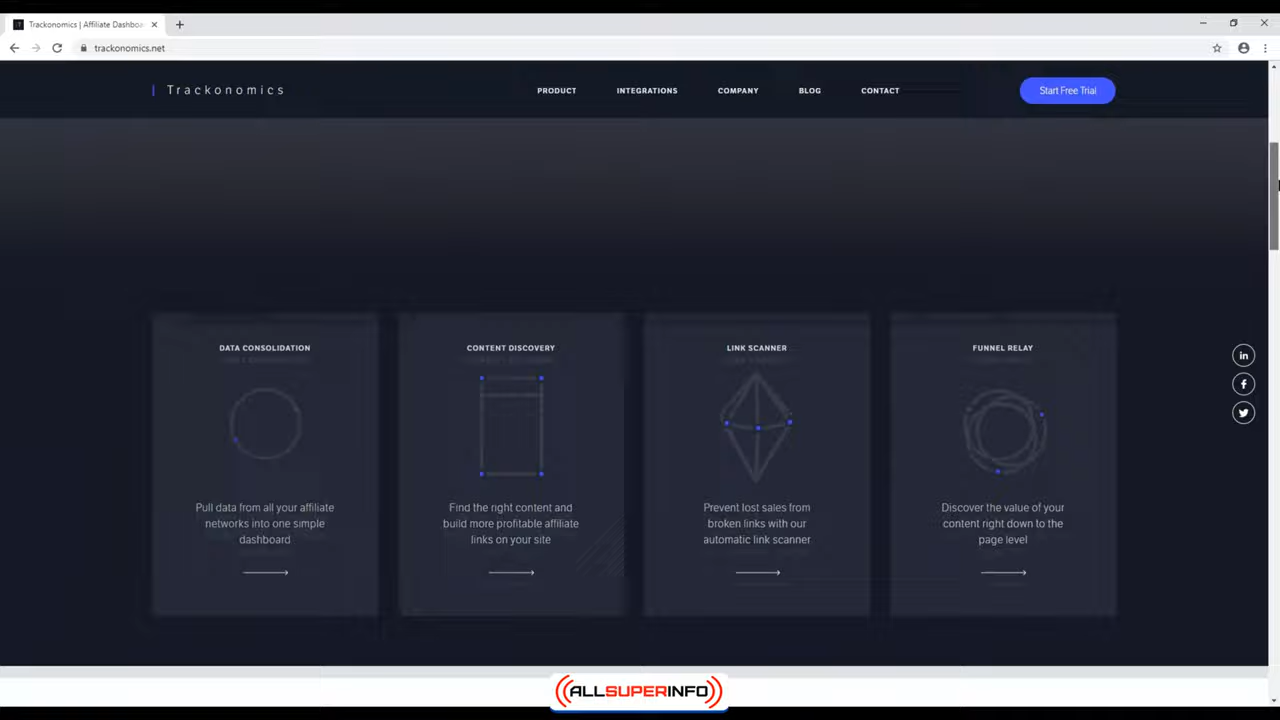 Trackonomics | Affiliate Dashboa
trackonomics.net
Trackonomics
PRODUCT
INTEGRATIONS
COMPANY
BLOG
CONTACT
Start Free Trial
DATA CONSOLIDATION
Pull data from all your affiliate
networks into one simple
dashboard
CONTENT DISCOVERY
Find the right content and
build more profitable affiliate
links on your site
LINK SCANNER
Prevent lost sales from
broken links with our
automatic link scanner
FUNNEL RELAY
Discover the value of your
content right down to the
page level
in
f
ALLSUPERINFO